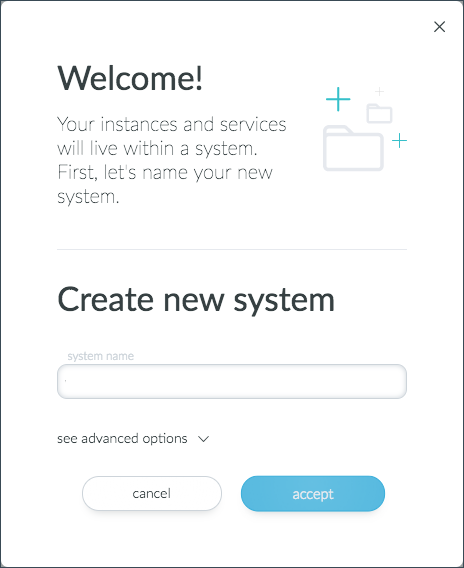 Welcome!
Your instances and services
will live within a system.
First, let's name your new
system.
Create new system
system name
see advanced options
cancel
accept